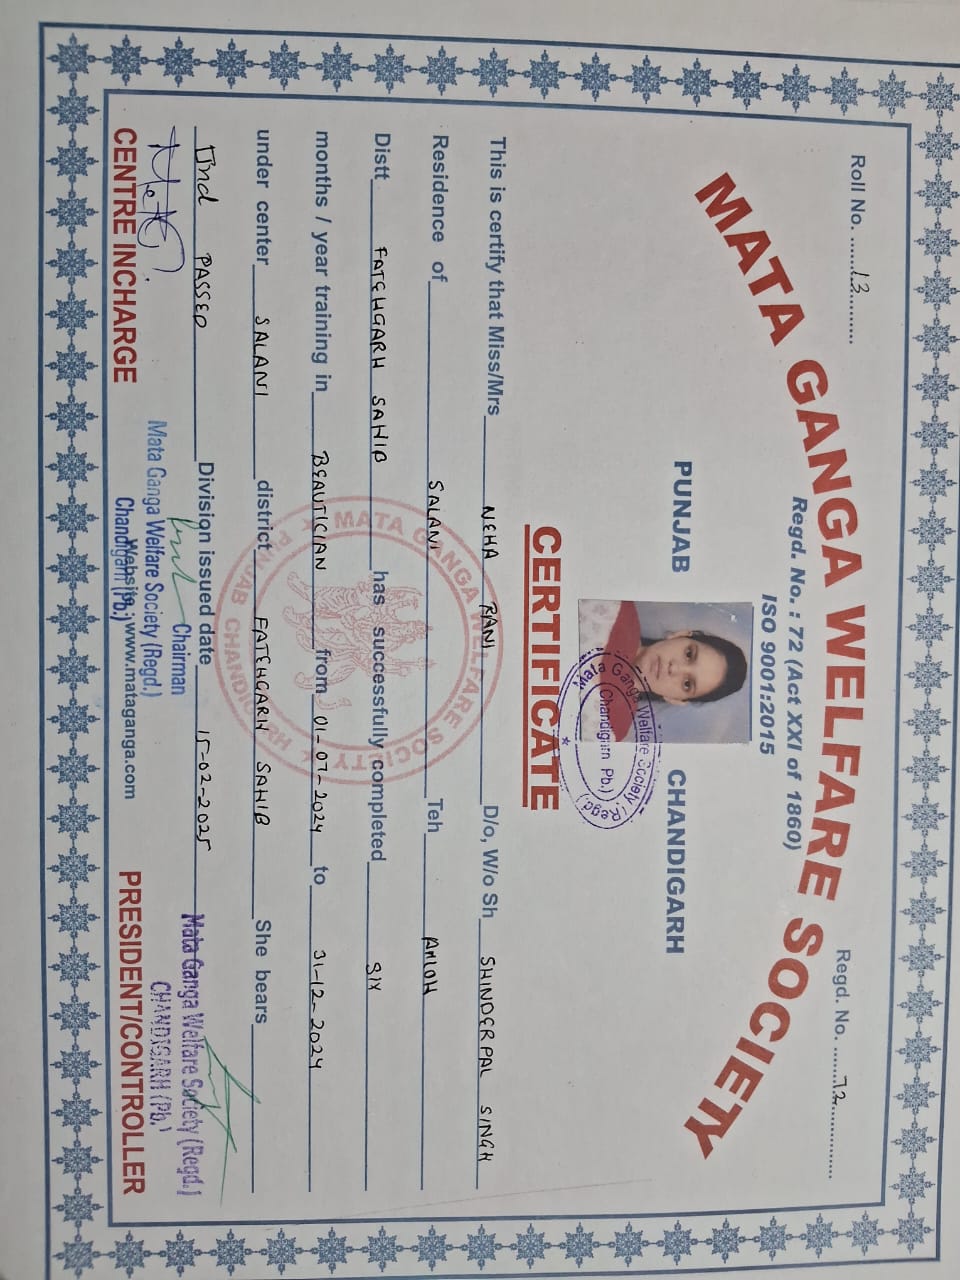 Roll No. ......13.........
Regd. No. .........72..............
MATA GANGA WELFARE SOCIETY
Regd. No. : 72 (Act XXI of 1860)
ISO 9001:2015
PUNJAB CHANDIGARH
Mata Ganga Welfare Society (Regd.)
(Chandigarh Pb.)
CERTIFICATE
This is certify that Miss/Mrs NEHA RANI D/o, W/o Sh SHINDER PAL SINGH
Residence of SALANI Teh AMLOH
Distt FATEHGARH SAHIB has successfully completed SIX
months / year training in BEAUTICIAN from 01-07-2024 to 31-12-2024
under center SALANI district FATEHGARH SAHIB She bears
IInd PASSED Division issued date 15-02-2025
MATA GANGA WELFARE SOCIETY
PUNJAB CHANDIGARH
Chairman
Mata Ganga Welfare Society (Regd.)
Chandigarh (Pb.)
Website : www.mataganga.com
Mata Ganga Welfare Society (Regd.)
CHANDIGARH (Pb.)
CENTRE INCHARGE
PRESIDENT/CONTROLLER